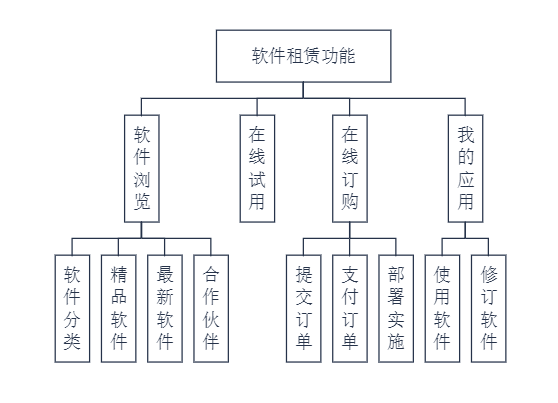 软件租赁功能
软件浏览
在线试用
在线订购
我的应用
软件分类
精品软件
最新软件
合作伙伴
提交订单
支付订单
部署实施
使用软件
修订软件